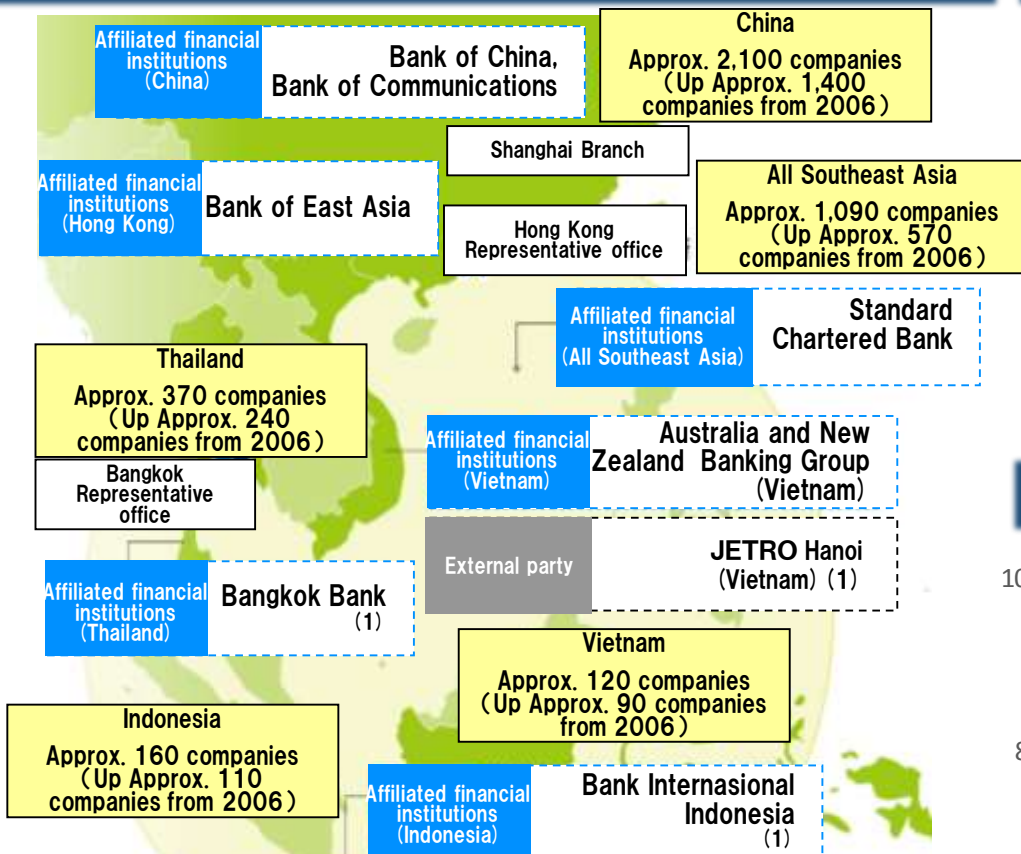 Affiliated financial
institutions
(China)
Bank of China,
Bank of Communications
China
Approx. 2,100 companies
(Up Approx. 1,400
companies from 2006)
Shanghai Branch
Affiliated financial
institutions
(Hong Kong)
Bank of East Asia
Hong Kong
Representative office
All Southeast Asia
Approx. 1,090 companies
(Up Approx. 570
companies from 2006)
Affiliated financial
institutions
(All Southeast Asia)
Standard
Chartered Bank
Thailand
Approx. 370 companies
(Up Approx. 240
companies from 2006)
Bangkok
Representative
office
Affiliated financial
institutions
(Vietnam)
Australia and New
Zealand Banking Group
(Vietnam)
External party
JETRO Hanoi
(Vietnam) (1)
10
Affiliated financial
institutions
(Thailand)
Bangkok Bank
(1)
Vietnam
Approx. 120 companies
(Up Approx. 90 companies
from 2006)
Indonesia
Approx. 160 companies
(Up Approx. 110
companies from 2006)
8
Affiliated financial
institutions
(Indonesia)
Bank Internasional
Indonesia
(1)